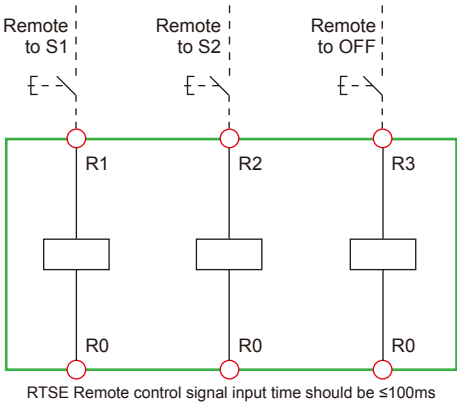 Remote
to S1
Remote
to S2
Remote
to OFF
R1
R2
R3
R0
R0
R0
RTSE Remote control signal input time should be ≤100ms